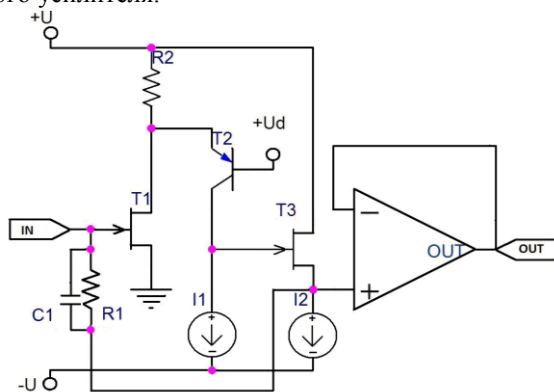 ого усилителя.
+U
R2
T2
+Ud
T1
T3
IN
OUT
OUT
C1
R1
I1
I2
-U